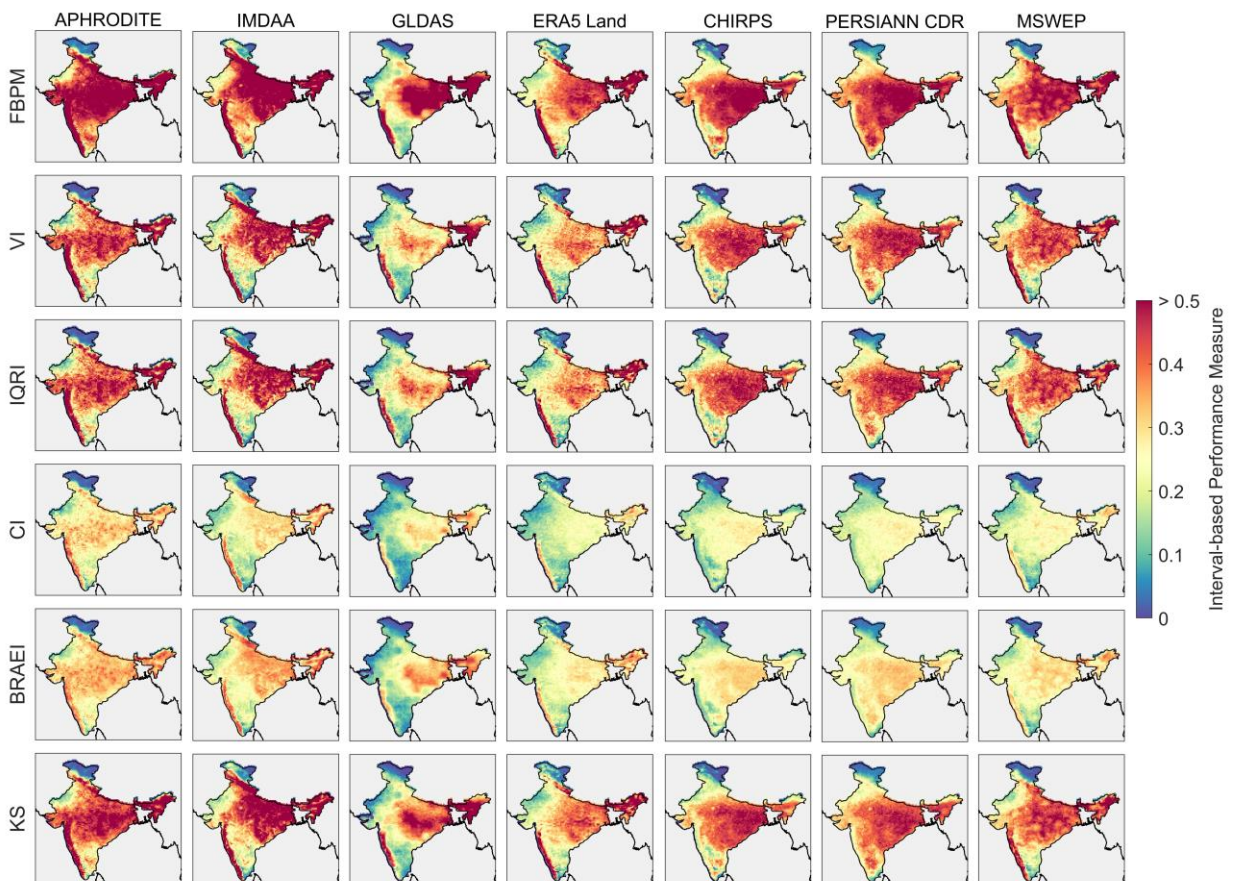 APHRODITE IMDAA GLDAS ERA5 Land CHIRPS PERSIANN CDR MSWEP
FBPM
VI
IQRI
CI
BRAEI
KS
> 0.5
0.4
0.3
0.2
0.1
0
Interval-based Performance Measure